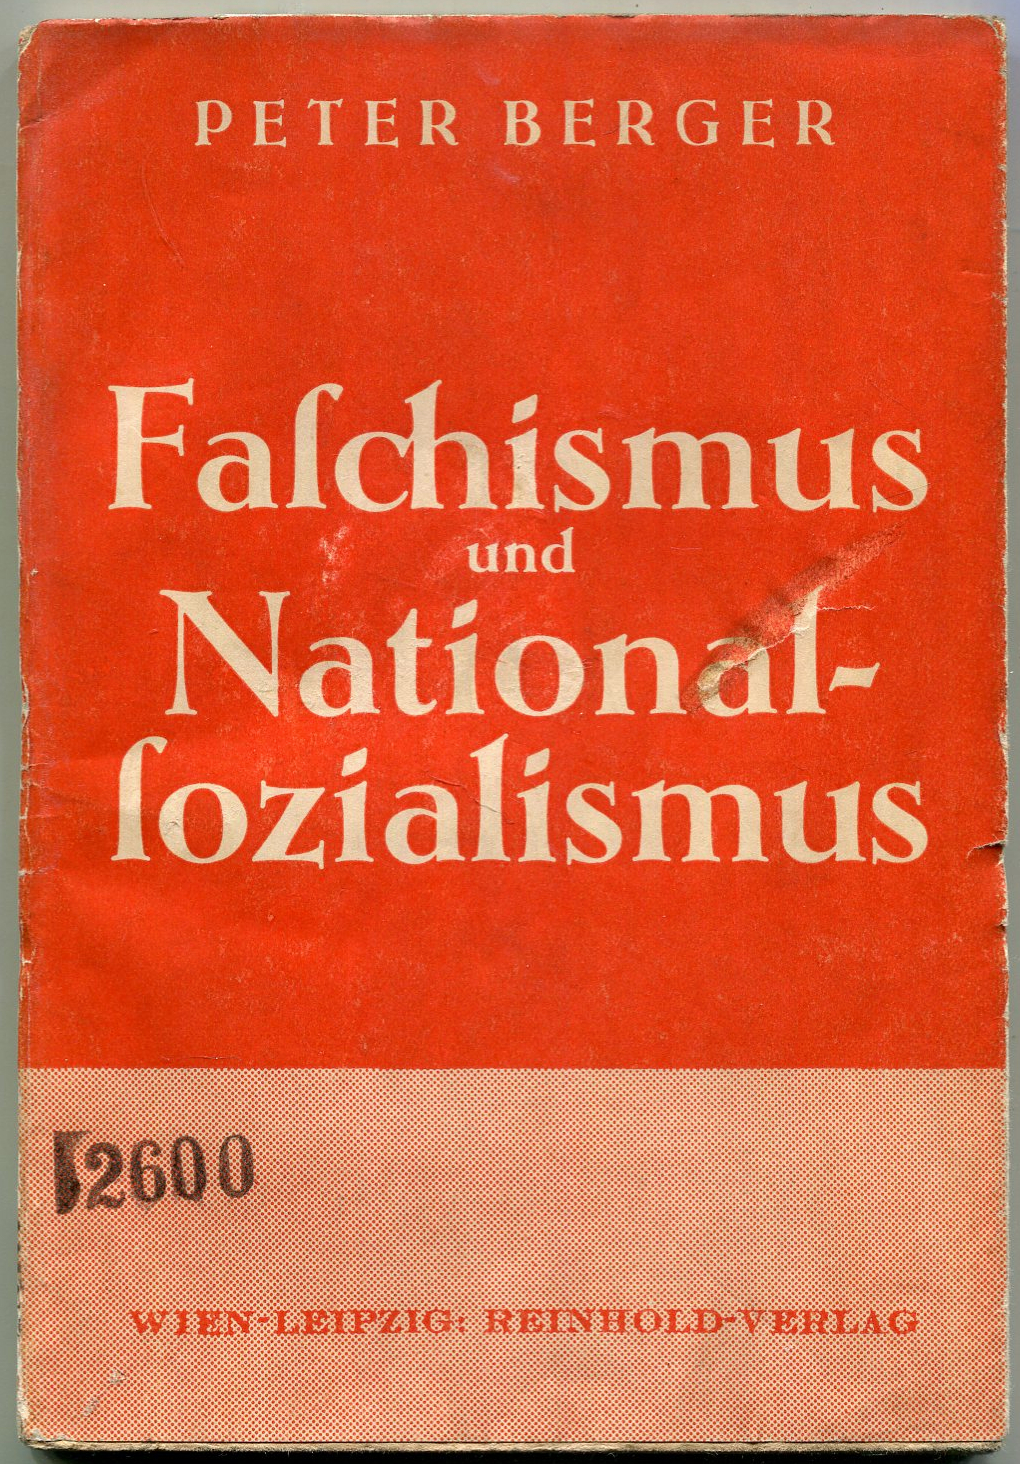 PETER BERGER
Faſchismus
und
National-
ſozialismus
2600
WIEN-LEIPZIG: REINHOLD-VERLAG